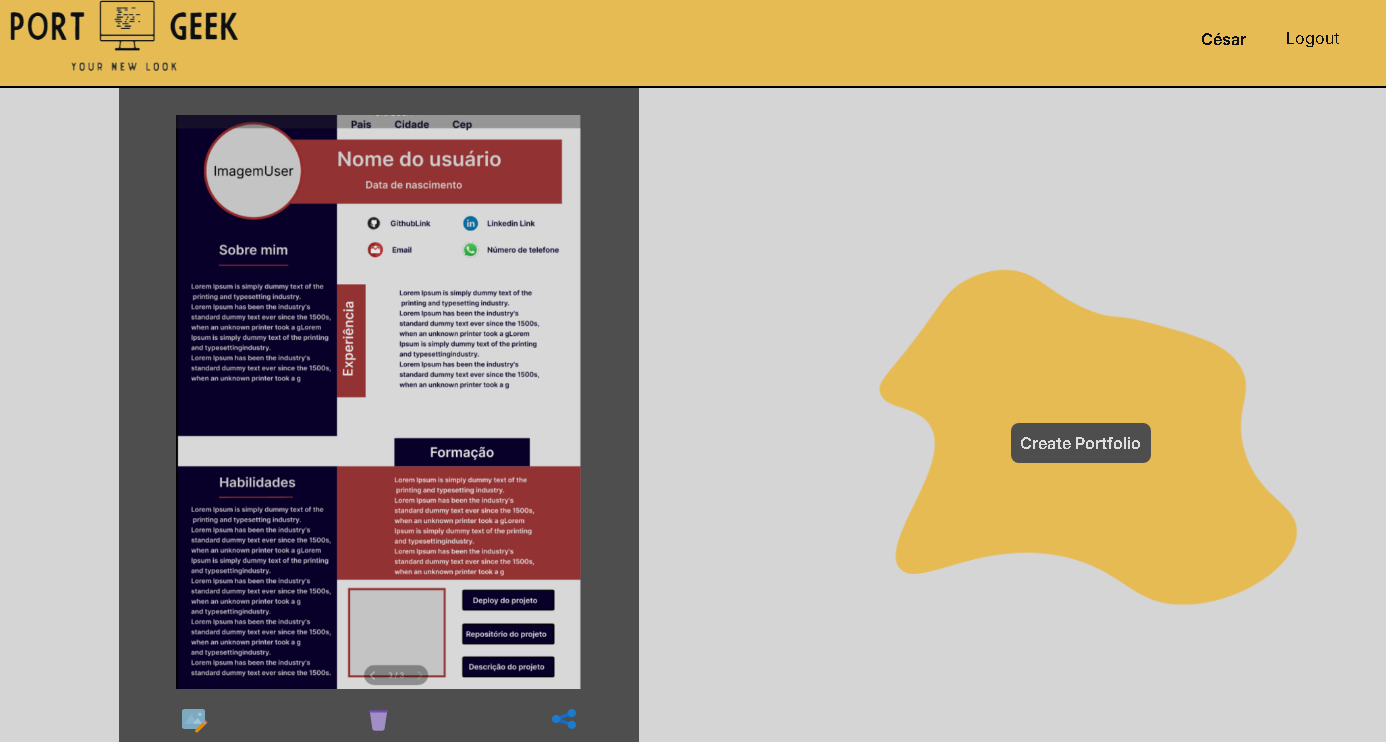 PORT GEEK
YOUR NEW LOOK
César
Logout
País Cidade Cep
ImagemUser
Nome do usuário
Data de nascimento
GithubLink
Linkedin Link
Email
Número de telefone
Sobre mim
Lorem Ipsum is simply dummy text of the
printing and typesetting industry.
Lorem Ipsum has been the industry's
standard dummy text ever since the 1500s,
when an unknown printer took a gLorem
Ipsum is simply dummy text of the printing
and typesettingindustry.
Lorem Ipsum has been the industry's
standard dummy text ever since the 1500s,
when an unknown printer took a g
Experiência
Lorem Ipsum is simply dummy text of the
printing and typesetting industry.
Lorem Ipsum has been the industry's
standard dummy text ever since the 1500s,
when an unknown printer took a gLorem
Ipsum is simply dummy text of the printing
and typesettingindustry.
Lorem Ipsum has been the industry's
standard dummy text ever since the 1500s,
when an unknown printer took a g
Formação
Lorem Ipsum is simply dummy text of the
printing and typesetting industry.
Lorem Ipsum has been the industry's
standard dummy text ever since the 1500s,
when an unknown printer took a gLorem
Ipsum is simply dummy text of the printing
and typesettingindustry.
Lorem Ipsum has been the industry's
standard dummy text ever since the 1500s,
when an unknown printer took a g
Habilidades
Lorem Ipsum is simply dummy text of the
printing and typesetting industry.
Lorem Ipsum has been the industry's
standard dummy text ever since the 1500s,
when an unknown printer took a gLorem
Ipsum is simply dummy text of the printing
and typesettingindustry.
Lorem Ipsum has been the industry's
standard dummy text ever since the 1500s,
when an unknown printer took a g
and typesettingindustry.
Lorem Ipsum has been the industry's
standard dummy text ever since the 1500s,
when an unknown printer took a g
and typesettingindustry.
Lorem Ipsum has been the industry's
standard dummy text ever since the 1500s.
Deploy do projeto
Repositório do projeto
Descrição do projeto
Create Portfolio